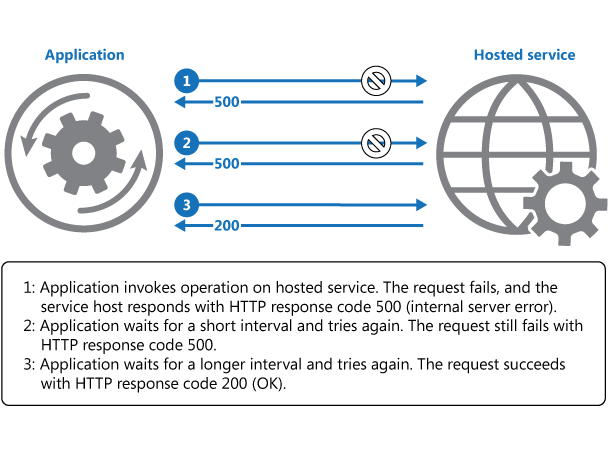 Application
Hosted service
1
500
2
500
3
200
1: Application invokes operation on hosted service. The request fails, and the
service host responds with HTTP response code 500 (internal server error).
2: Application waits for a short interval and tries again. The request still fails with
HTTP response code 500.
3: Application waits for a longer interval and tries again. The request succeeds
with HTTP response code 200 (OK).